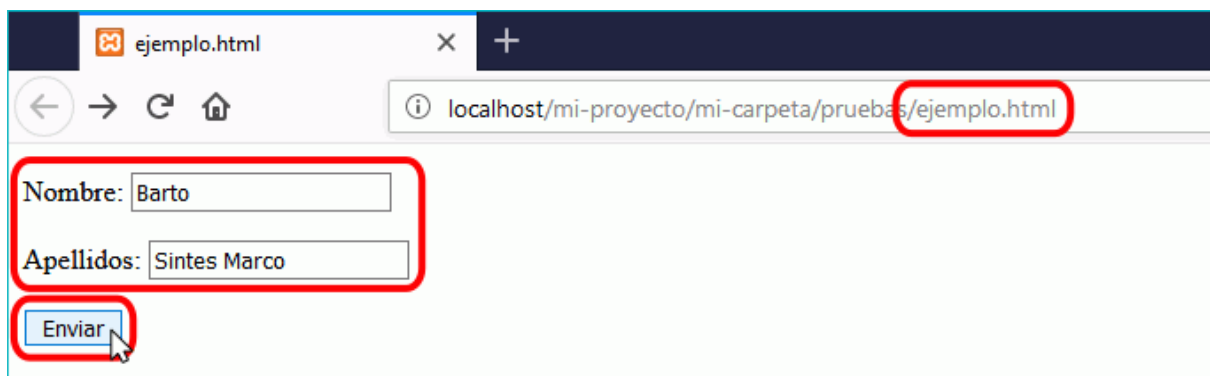 ejemplo.html
localhost/mi-proyecto/mi-carpeta/pruebas/ejemplo.html
Nombre: Barto
Apellidos: Sintes Marco
Enviar